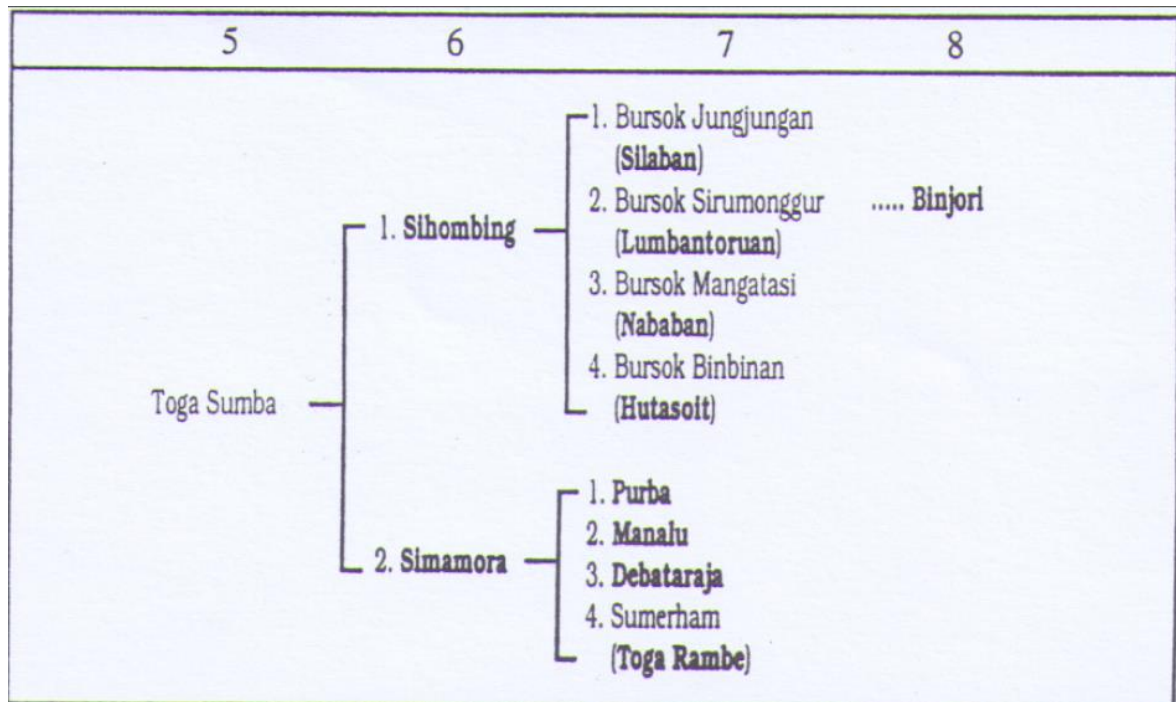 5 6 7 8
1. Bursok Jungjungan
(Silaban)
2. Bursok Sirumonggur ..... Binjori
1. Sihombing
(Lumbantoruan)
3. Bursok Mangatasi
(Nababan)
4. Bursok Binbinan
Toga Sumba
(Hutasoit)
1. Purba
2. Manalu
2. Simamora
3. Debataraja
4. Sumerham
(Toga Rambe)